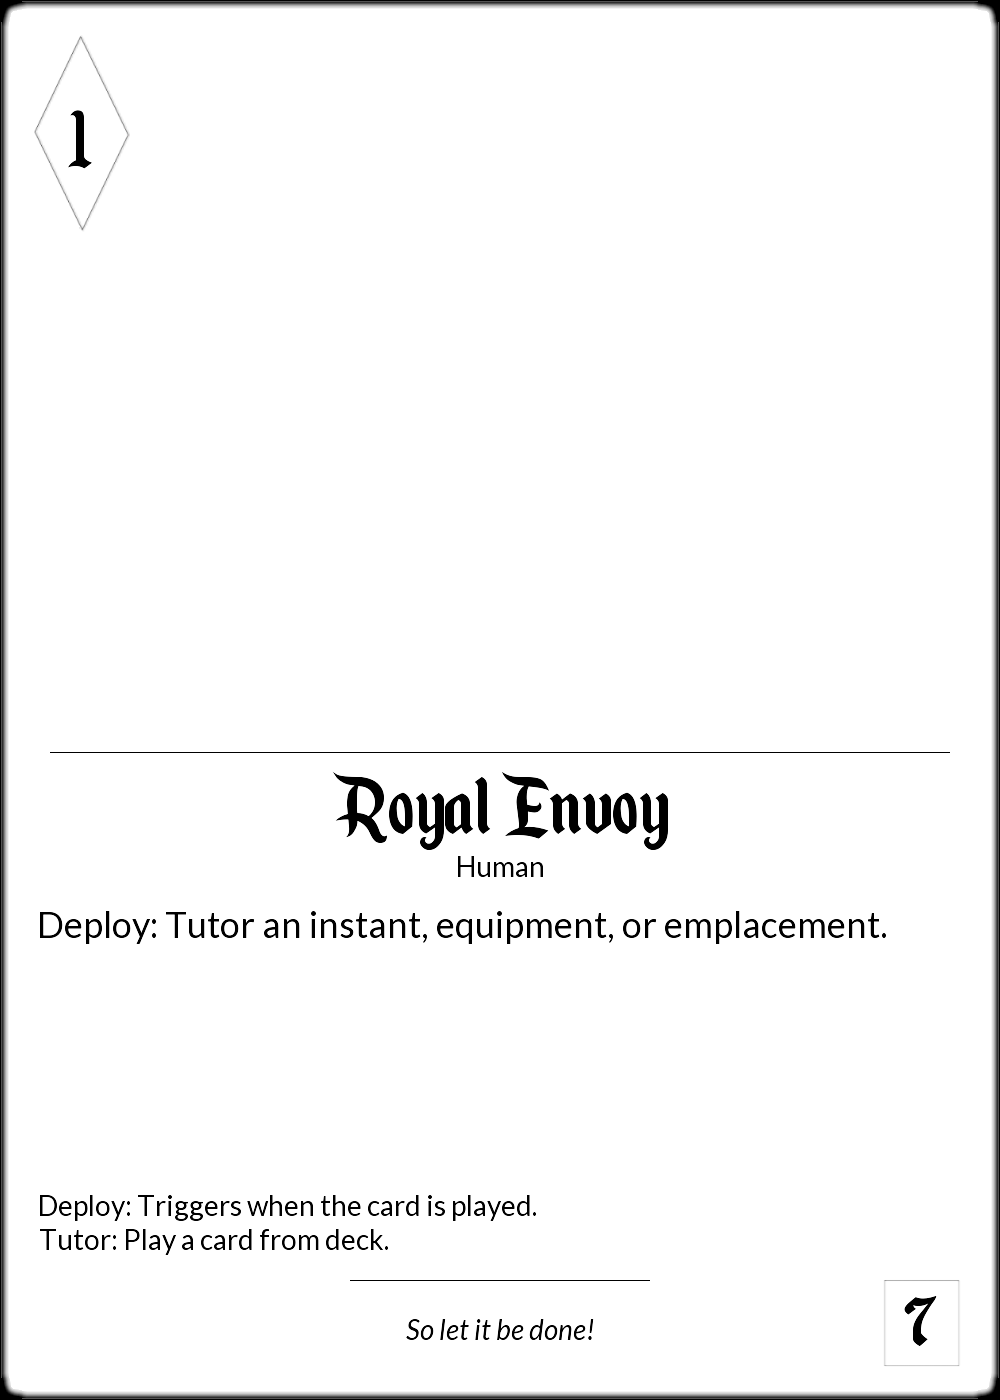 1
Royal Envoy
Human
Deploy: Tutor an instant, equipment, or emplacement.
Deploy: Triggers when the card is played.
Tutor: Play a card from deck.
So let it be done!
7